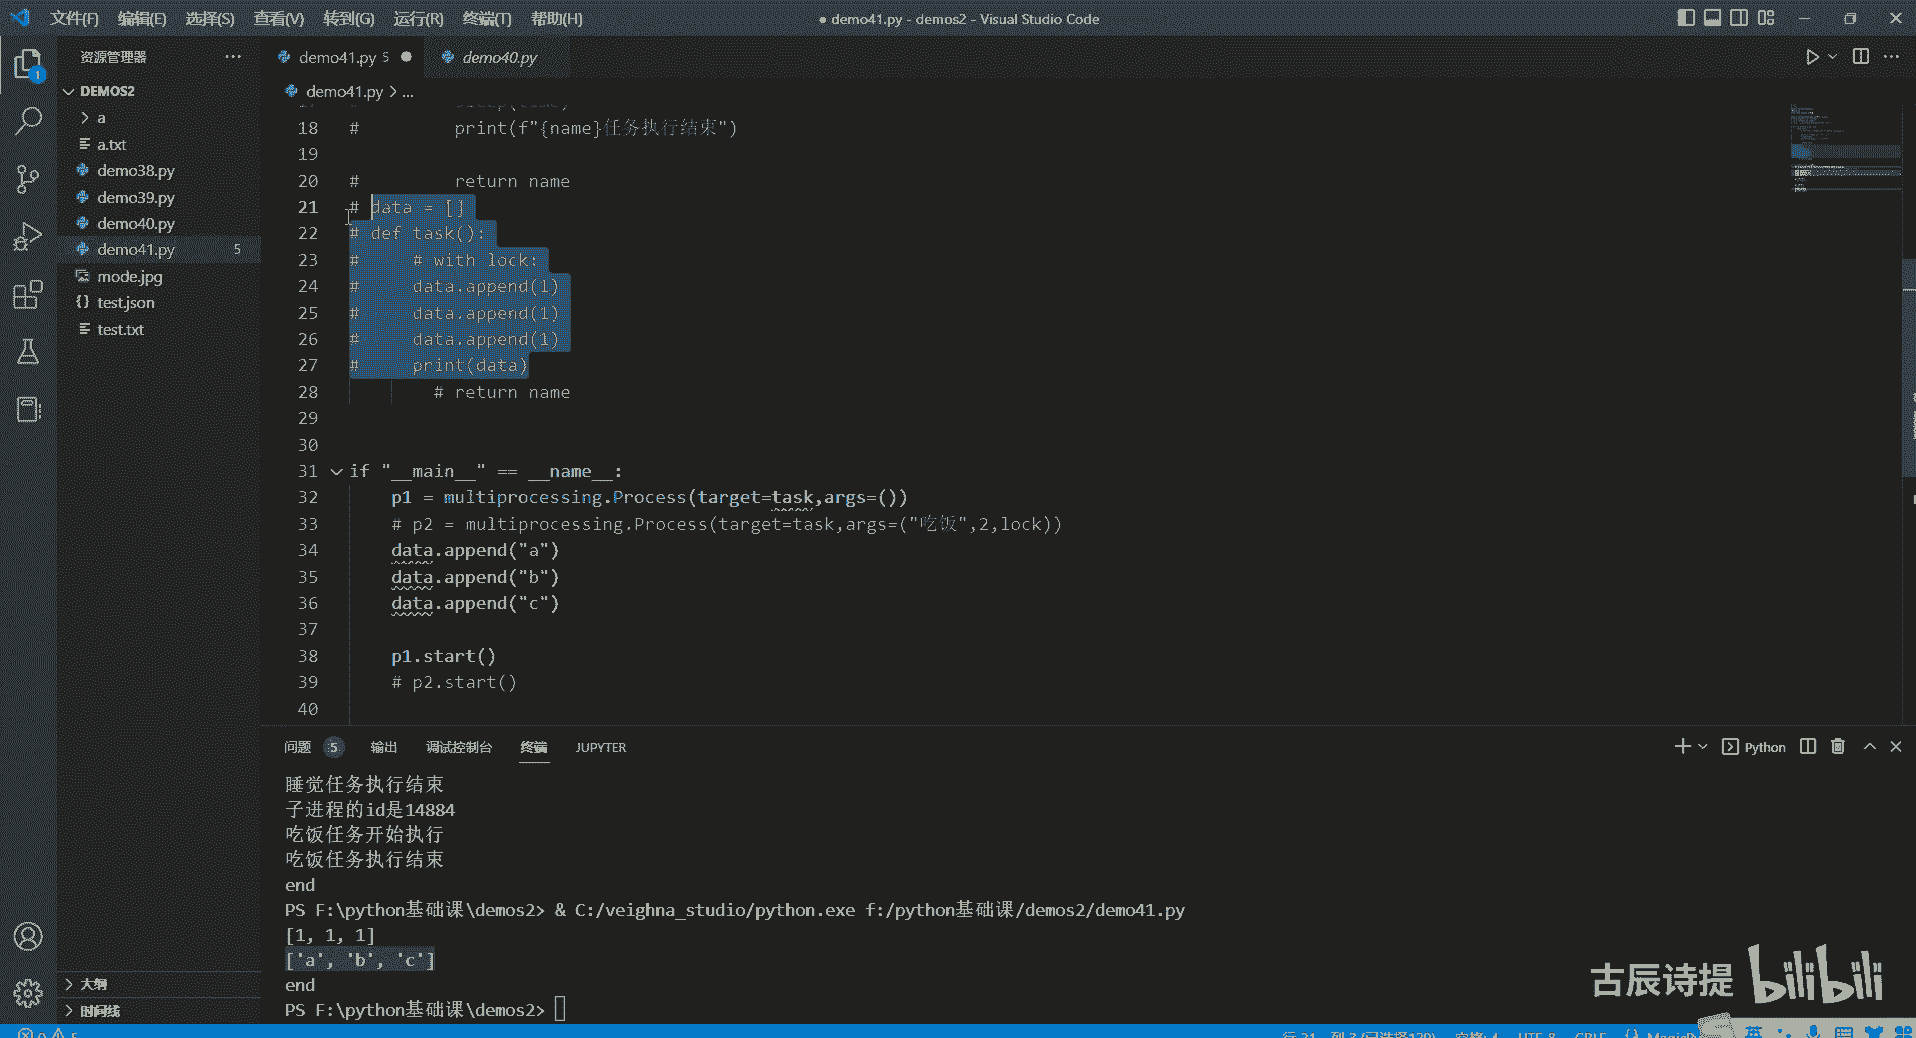 文件(F) 编辑(E) 选择(S) 查看(V) 转到(G) 运行(R) 终端(T) 帮助(H)
● demo41.py - demos2 - Visual Studio Code
资源管理器
DEMOS2
a
a.txt
demo38.py
demo39.py
demo40.py
demo41.py 5
mode.jpg
test.json
test.txt
大纲
时间线
1
demo41.py 5 ● demo40.py
demo41.py > ...
18 # print(f"{name}任务执行结束")
19
20 # return name
21 # data = []
22 # def task():
23 # # with lock:
24 # data.append(1)
25 # data.append(1)
26 # data.append(1)
27 # print(data)
28 # return name
29
30
31 if "__main__" == __name__:
32 p1 = multiprocessing.Process(target=task,args=())
33 # p2 = multiprocessing.Process(target=task,args=("吃饭",2,lock))
34 data.append("a")
35 data.append("b")
36 data.append("c")
37
38 p1.start()
39 # p2.start()
40
问题 5 输出 调试控制台 终端 JUPYTER
Python
睡觉任务执行结束
子进程的id是14884
吃饭任务开始执行
吃饭任务执行结束
end
PS F:\python基础课\demos2> & C:/veighna_studio/python.exe f:/python基础课/demos2/demo41.py
[1, 1, 1]
['a', 'b', 'c']
end
PS F:\python基础课\demos2>
古辰诗提 bilibili